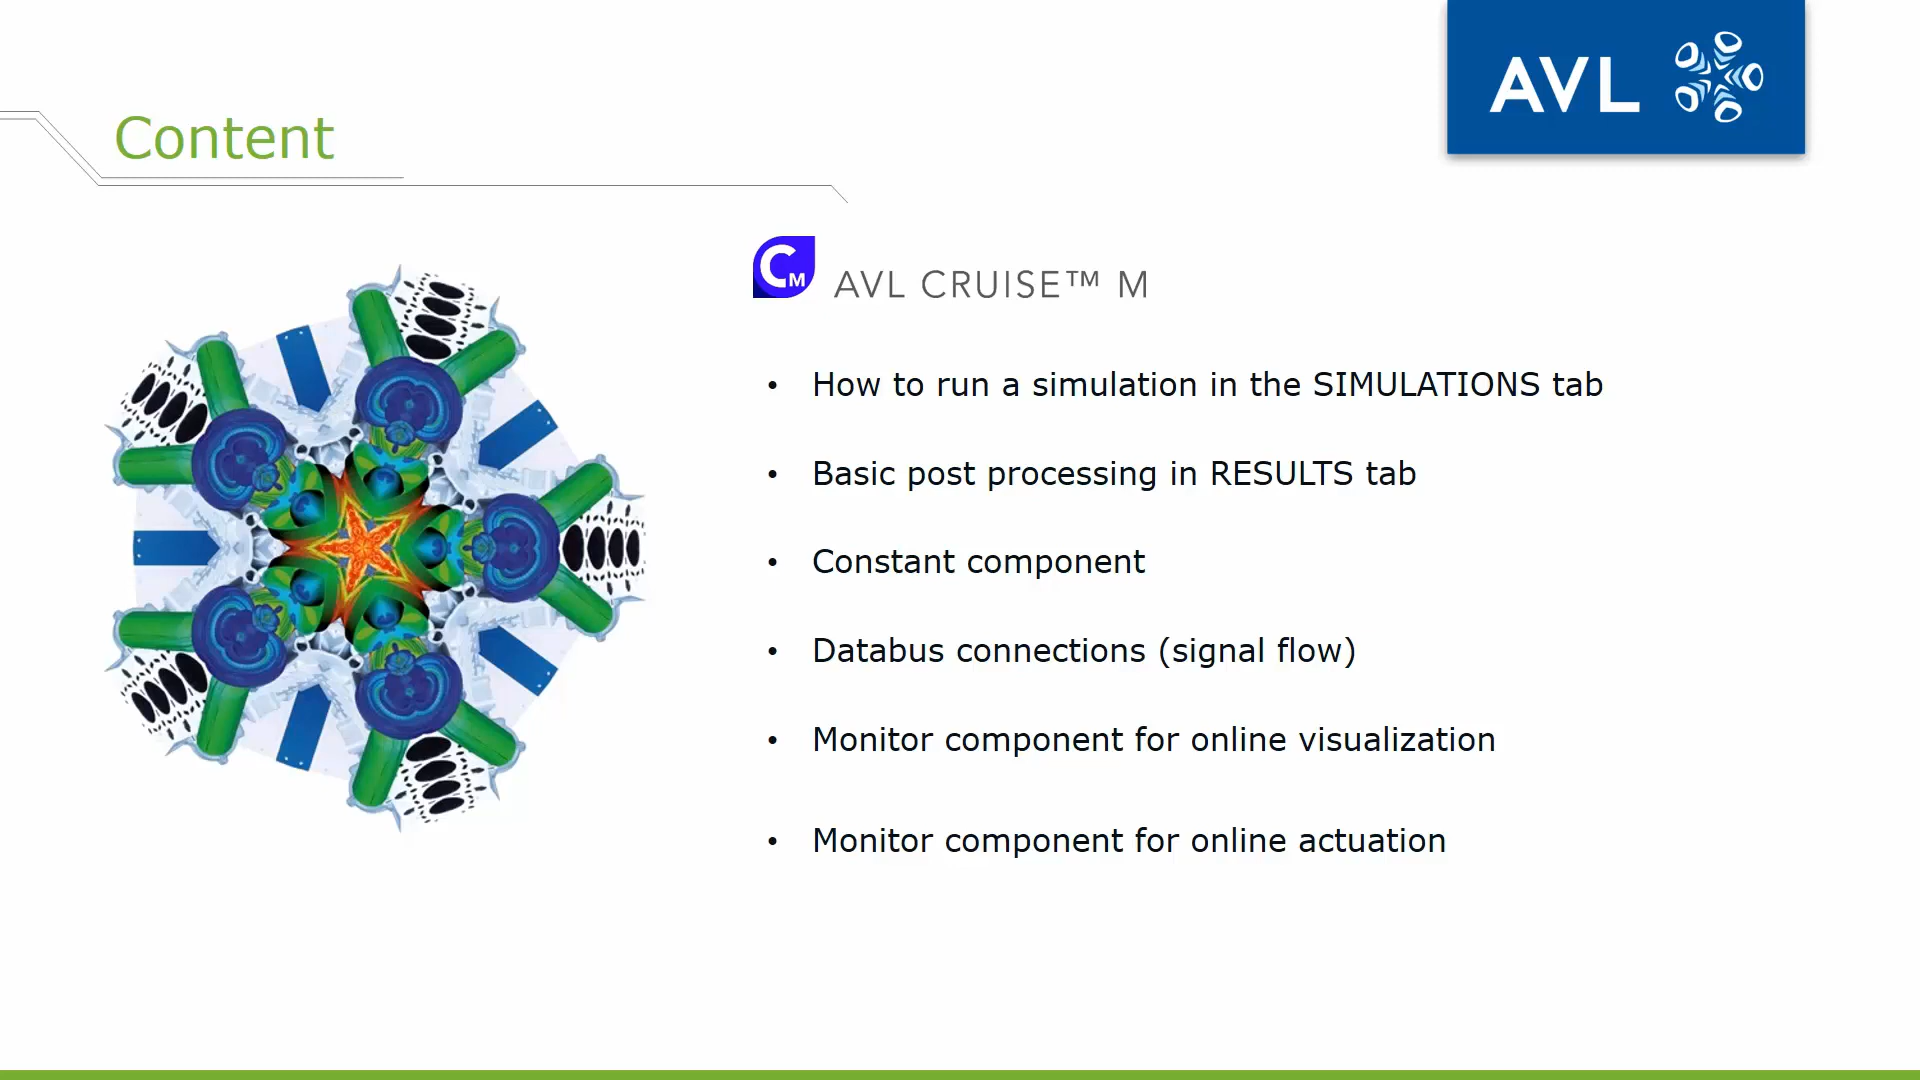 AVL
Content
CM
AVL CRUISE™ M
• How to run a simulation in the SIMULATIONS tab
• Basic post processing in RESULTS tab
• Constant component
• Databus connections (signal flow)
• Monitor component for online visualization
• Monitor component for online actuation